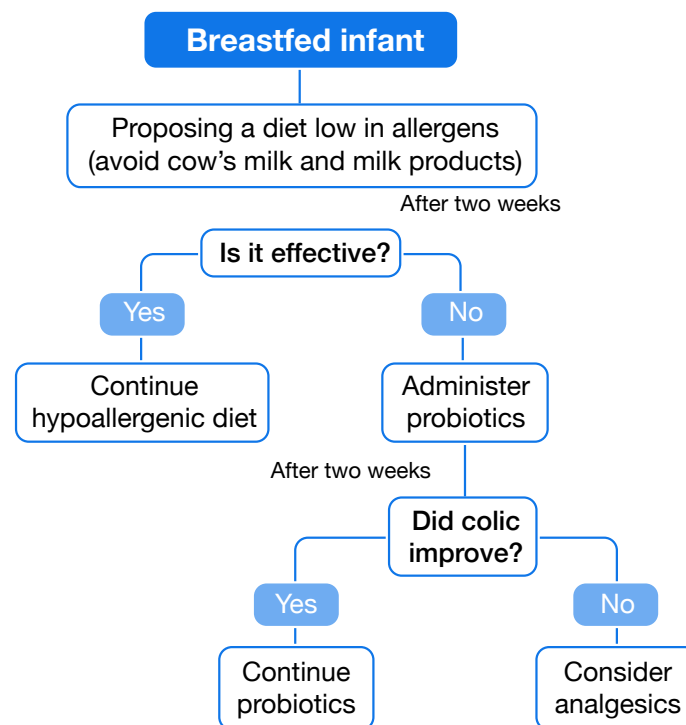 Breastfed infant
Proposing a diet low in allergens
(avoid cow's milk and milk products)
After two weeks
Is it effective?
Yes
No
Continue
hypoallergenic diet
Administer
probiotics
After two weeks
Did colic
improve?
Yes
No
Continue
probiotics
Consider
analgesics